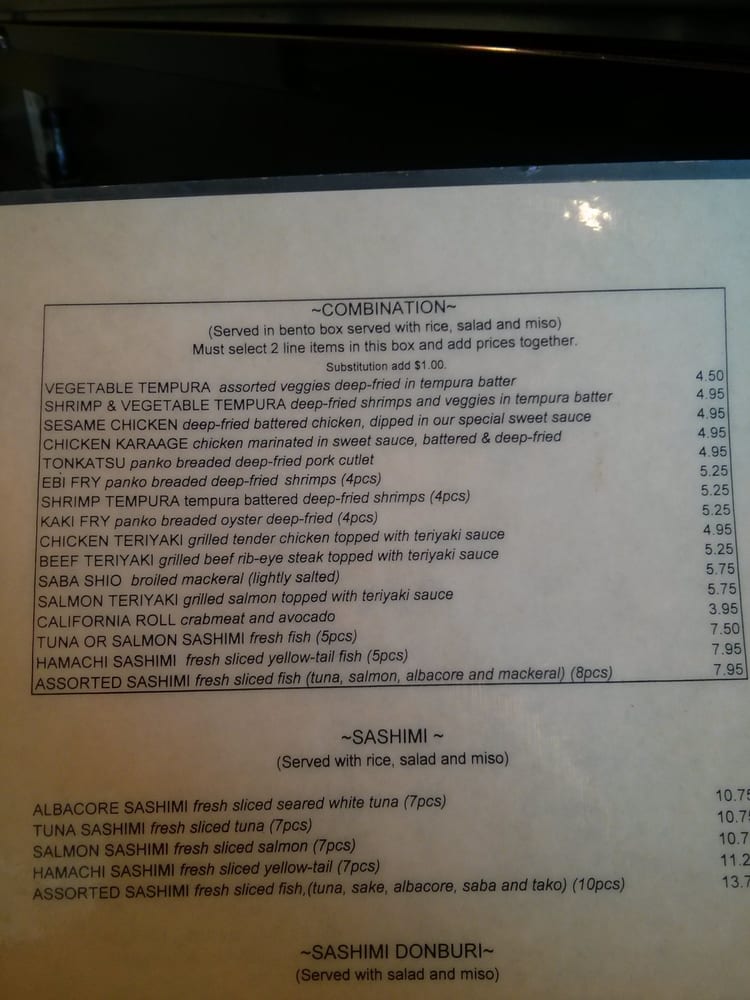 ~COMBINATION~
(Served in bento box served with rice, salad and miso)
Must select 2 line items in this box and add prices together.
Substitution add $1.00.
VEGETABLE TEMPURA assorted veggies deep-fried in tempura batter 4.50
SHRIMP & VEGETABLE TEMPURA deep-fried shrimps and veggies in tempura batter 4.95
SESAME CHICKEN deep-fried battered chicken, dipped in our special sweet sauce 4.95
CHICKEN KARAAGE chicken marinated in sweet sauce, battered & deep-fried 4.95
TONKATSU panko breaded deep-fried pork cutlet 4.95
EBI FRY panko breaded deep-fried shrimps (4pcs) 5.25
SHRIMP TEMPURA tempura battered deep-fried shrimps (4pcs) 5.25
KAKI FRY panko breaded oyster deep-fried (4pcs) 5.25
CHICKEN TERIYAKI grilled tender chicken topped with teriyaki sauce 4.95
BEEF TERIYAKI grilled beef rib-eye steak topped with teriyaki sauce 5.25
SABA SHIO broiled mackeral (lightly salted) 5.75
SALMON TERIYAKI grilled salmon topped with teriyaki sauce 5.75
CALIFORNIA ROLL crabmeat and avocado 3.95
TUNA OR SALMON SASHIMI fresh fish (5pcs) 7.50
HAMACHI SASHIMI fresh sliced yellow-tail fish (5pcs) 7.95
ASSORTED SASHIMI fresh sliced fish (tuna, salmon, albacore and mackeral) (8pcs) 7.95
~SASHIMI ~
(Served with rice, salad and miso)
ALBACORE SASHIMI fresh sliced seared white tuna (7pcs) 10.75
TUNA SASHIMI fresh sliced tuna (7pcs) 10.75
SALMON SASHIMI fresh sliced salmon (7pcs) 10.7
HAMACHI SASHIMI fresh sliced yellow-tail (7pcs) 11.2
ASSORTED SASHIMI fresh sliced fish,(tuna, sake, albacore, saba and tako) (10pcs) 13.7
~SASHIMI DONBURI~
(Served with salad and miso)